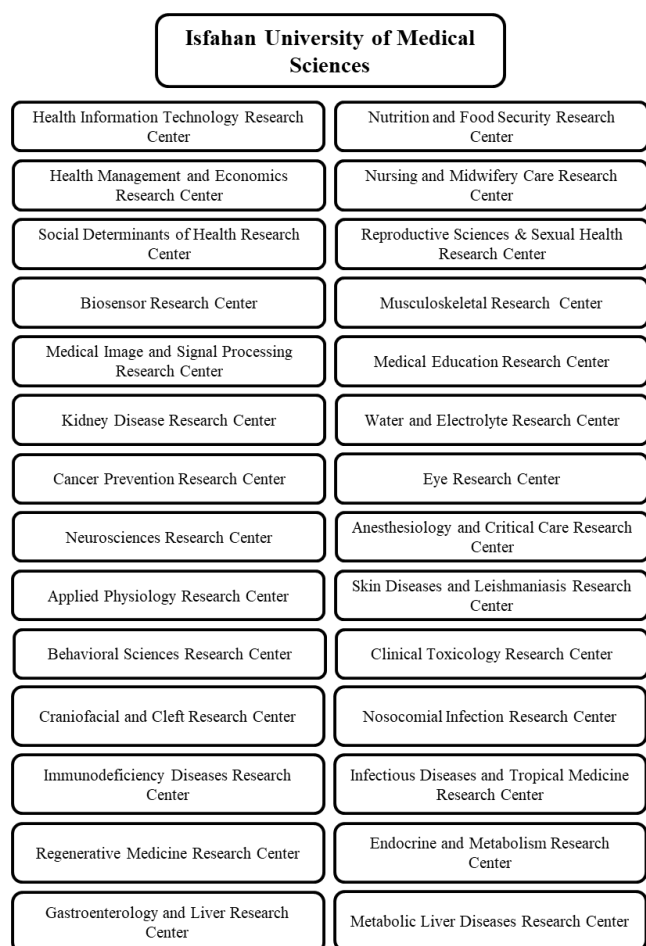 Isfahan University of Medical
Sciences
Health Information Technology Research
Center
Nutrition and Food Security Research
Center
Health Management and Economics
Research Center
Nursing and Midwifery Care Research
Center
Social Determinants of Health Research
Center
Reproductive Sciences & Sexual Health
Research Center
Biosensor Research Center
Musculoskeletal Research Center
Medical Image and Signal Processing
Research Center
Medical Education Research Center
Kidney Disease Research Center
Water and Electrolyte Research Center
Cancer Prevention Research Center
Eye Research Center
Neurosciences Research Center
Anesthesiology and Critical Care Research
Center
Applied Physiology Research Center
Skin Diseases and Leishmaniasis Research
Center
Behavioral Sciences Research Center
Clinical Toxicology Research Center
Craniofacial and Cleft Research Center
Nosocomial Infection Research Center
Immunodeficiency Diseases Research
Center
Infectious Diseases and Tropical Medicine
Research Center
Regenerative Medicine Research Center
Endocrine and Metabolism Research
Center
Gastroenterology and Liver Research
Center
Metabolic Liver Diseases Research Center